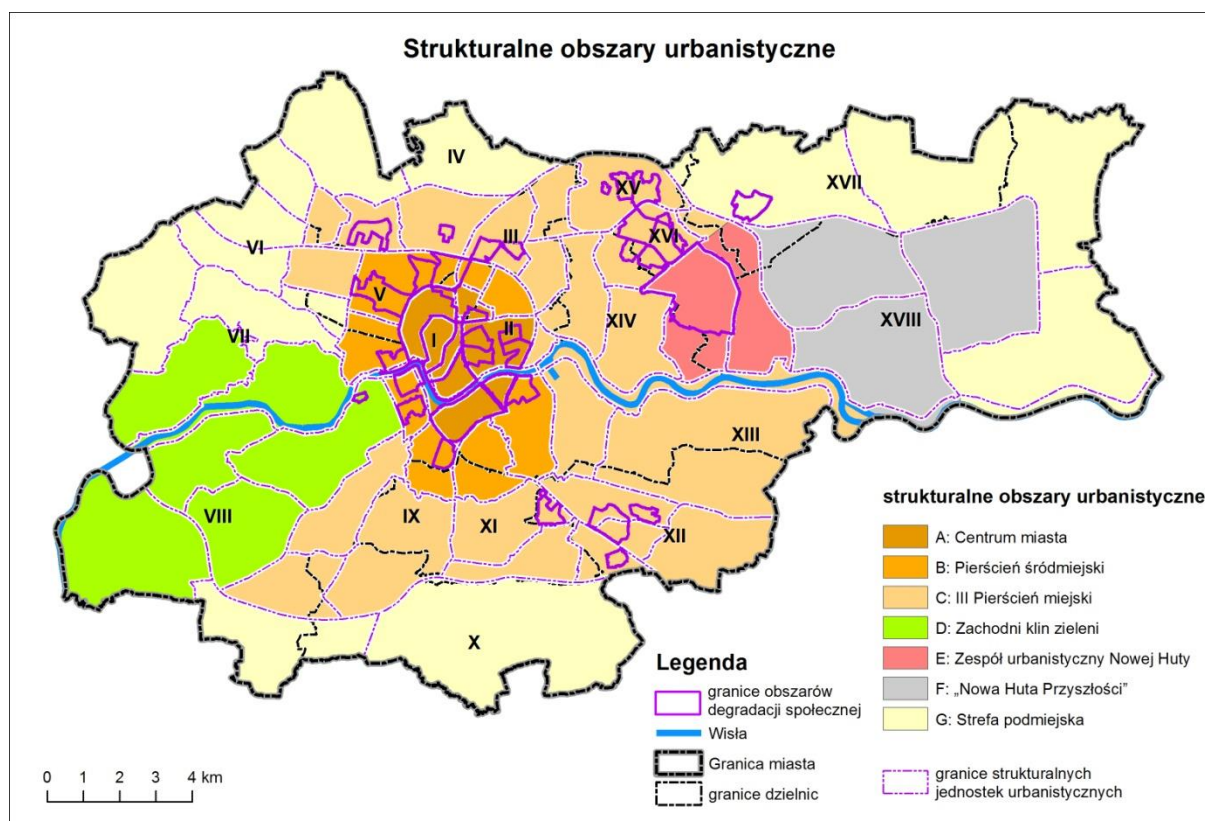 Strukturalne obszary urbanistyczne
IV
XV
XVII
III
XVI
VI
V
II
XIV
I
XVIII
VII
XIII
VIII
IX
XI
XII
X
strukturalne obszary urbanistyczne
A: Centrum miasta
B: Pierścień śródmiejski
C: III Pierścień miejski
D: Zachodni klin zieleni
E: Zespół urbanistyczny Nowej Huty
F: „Nowa Huta Przyszłości”
G: Strefa podmiejska
granice strukturalnych
jednostek urbanistycznych
Legenda
granice obszarów
degradacji społecznej
Wisła
Granica miasta
granice dzielnic
0 1 2 3 4 km